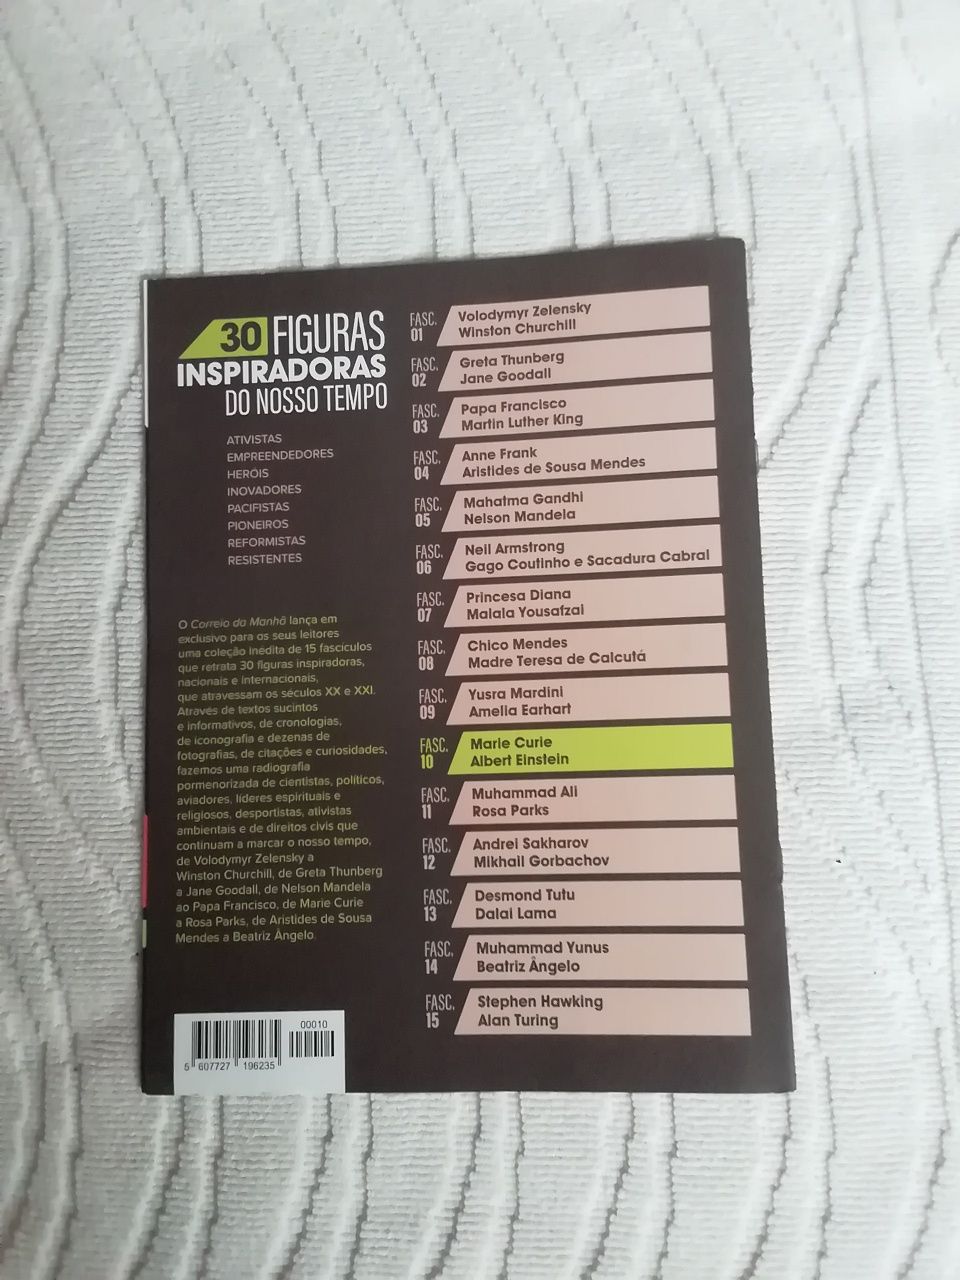 30 FIGURAS
INSPIRADORAS
DO NOSSO TEMPO
ATIVISTAS
EMPREENDEDORES
HERÓIS
INOVADORES
PACIFISTAS
PIONEIROS
REFORMISTAS
RESISTENTES
O Correio da Manhã lança em
exclusivo para os seus leitores
uma coleção inédita de 15 fascículos
que retrata 30 figuras inspiradoras,
nacionais e internacionais,
que atravessam os séculos XX e XXI.
Através de textos sucintos
e informativos, de cronologias,
de iconografia e dezenas de
fotografias, de citações e curiosidades,
fazemos uma radiografia
pormenorizada de cientistas, políticos,
aviadores, líderes espirituais e
religiosos, desportistas, ativistas
ambientais e de direitos civis que
continuam a marcar o nosso tempo,
de Volodymyr Zelensky a
Winston Churchill, de Greta Thunberg
a Jane Goodall, de Nelson Mandela
ao Papa Francisco, de Marie Curie
a Rosa Parks, de Aristides de Sousa
Mendes a Beatriz Ângelo.
00010
5 607727 196235
FASC. 01
Volodymyr Zelensky
Winston Churchill
FASC. 02
Greta Thunberg
Jane Goodall
FASC. 03
Papa Francisco
Martin Luther King
FASC. 04
Anne Frank
Aristides de Sousa Mendes
FASC. 05
Mahatma Gandhi
Nelson Mandela
FASC. 06
Neil Armstrong
Gago Coutinho e Sacadura Cabral
FASC. 07
Princesa Diana
Malala Yousafzai
FASC. 08
Chico Mendes
Madre Teresa de Calcutá
FASC. 09
Yusra Mardini
Amelia Earhart
FASC. 10
Marie Curie
Albert Einstein
FASC. 11
Muhammad Ali
Rosa Parks
FASC. 12
Andrei Sakharov
Mikhail Gorbachov
FASC. 13
Desmond Tutu
Dalai Lama
FASC. 14
Muhammad Yunus
Beatriz Ângelo
FASC. 15
Stephen Hawking
Alan Turing